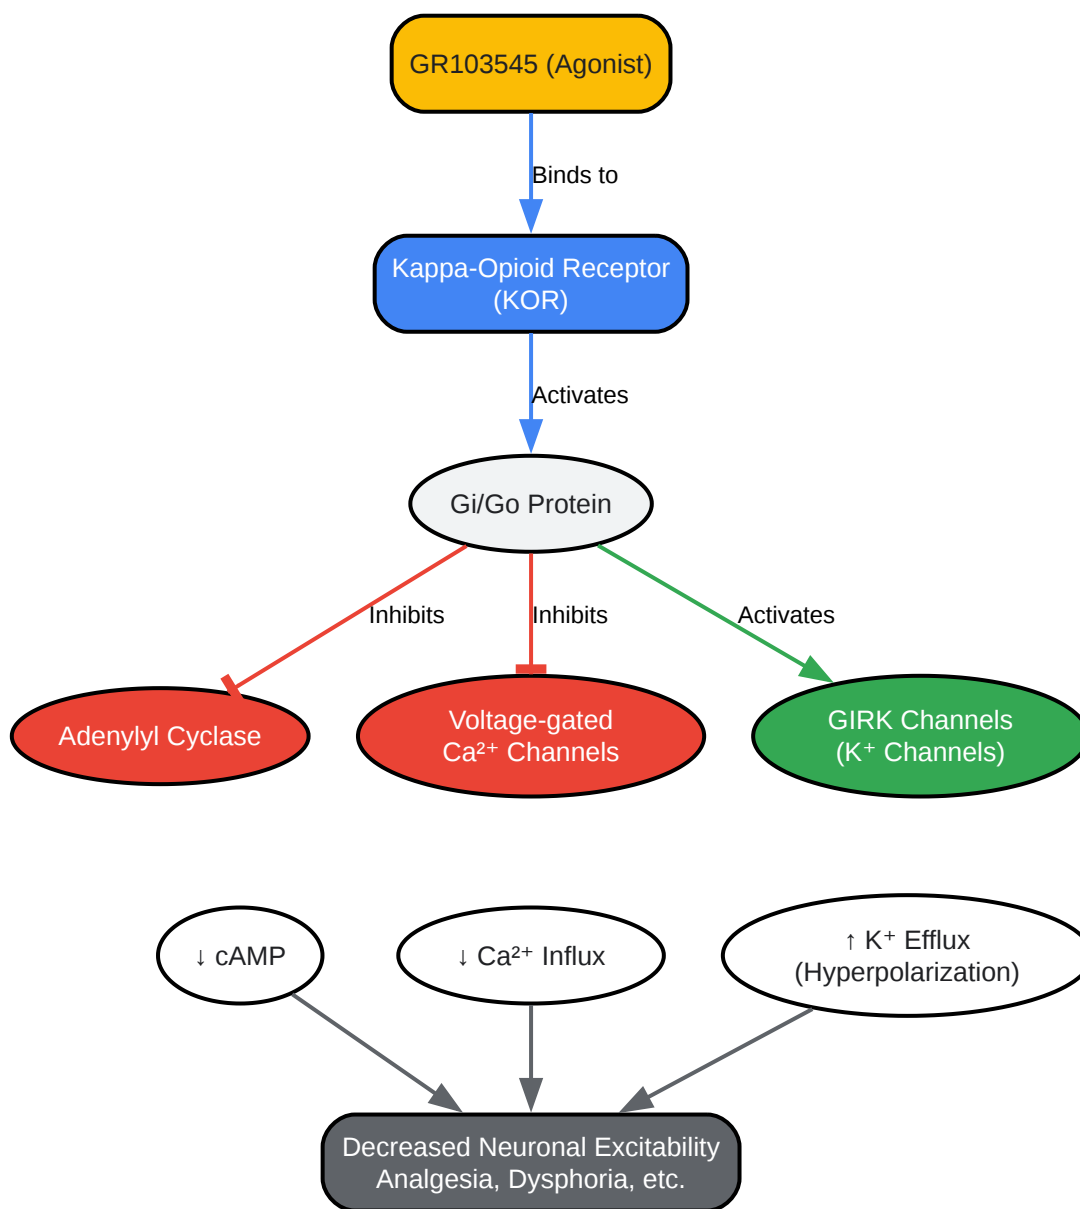 GR103545 (Agonist)
Binds to
Kappa-Opioid Receptor
(KOR)
Activates
Gi/Go Protein
Inhibits
Inhibits
Activates
Adenylyl Cyclase
Voltage-gated
Ca²⁺ Channels
GIRK Channels
(K⁺ Channels)
↓ cAMP
↓ Ca²⁺ Influx
↑ K⁺ Efflux
(Hyperpolarization)
Decreased Neuronal Excitability
Analgesia, Dysphoria, etc.